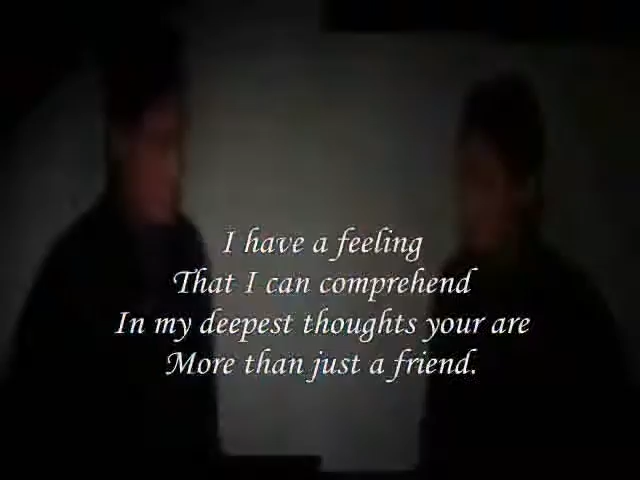 I have a feeling
That I can comprehend
In my deepest thoughts your are
More than just a friend.